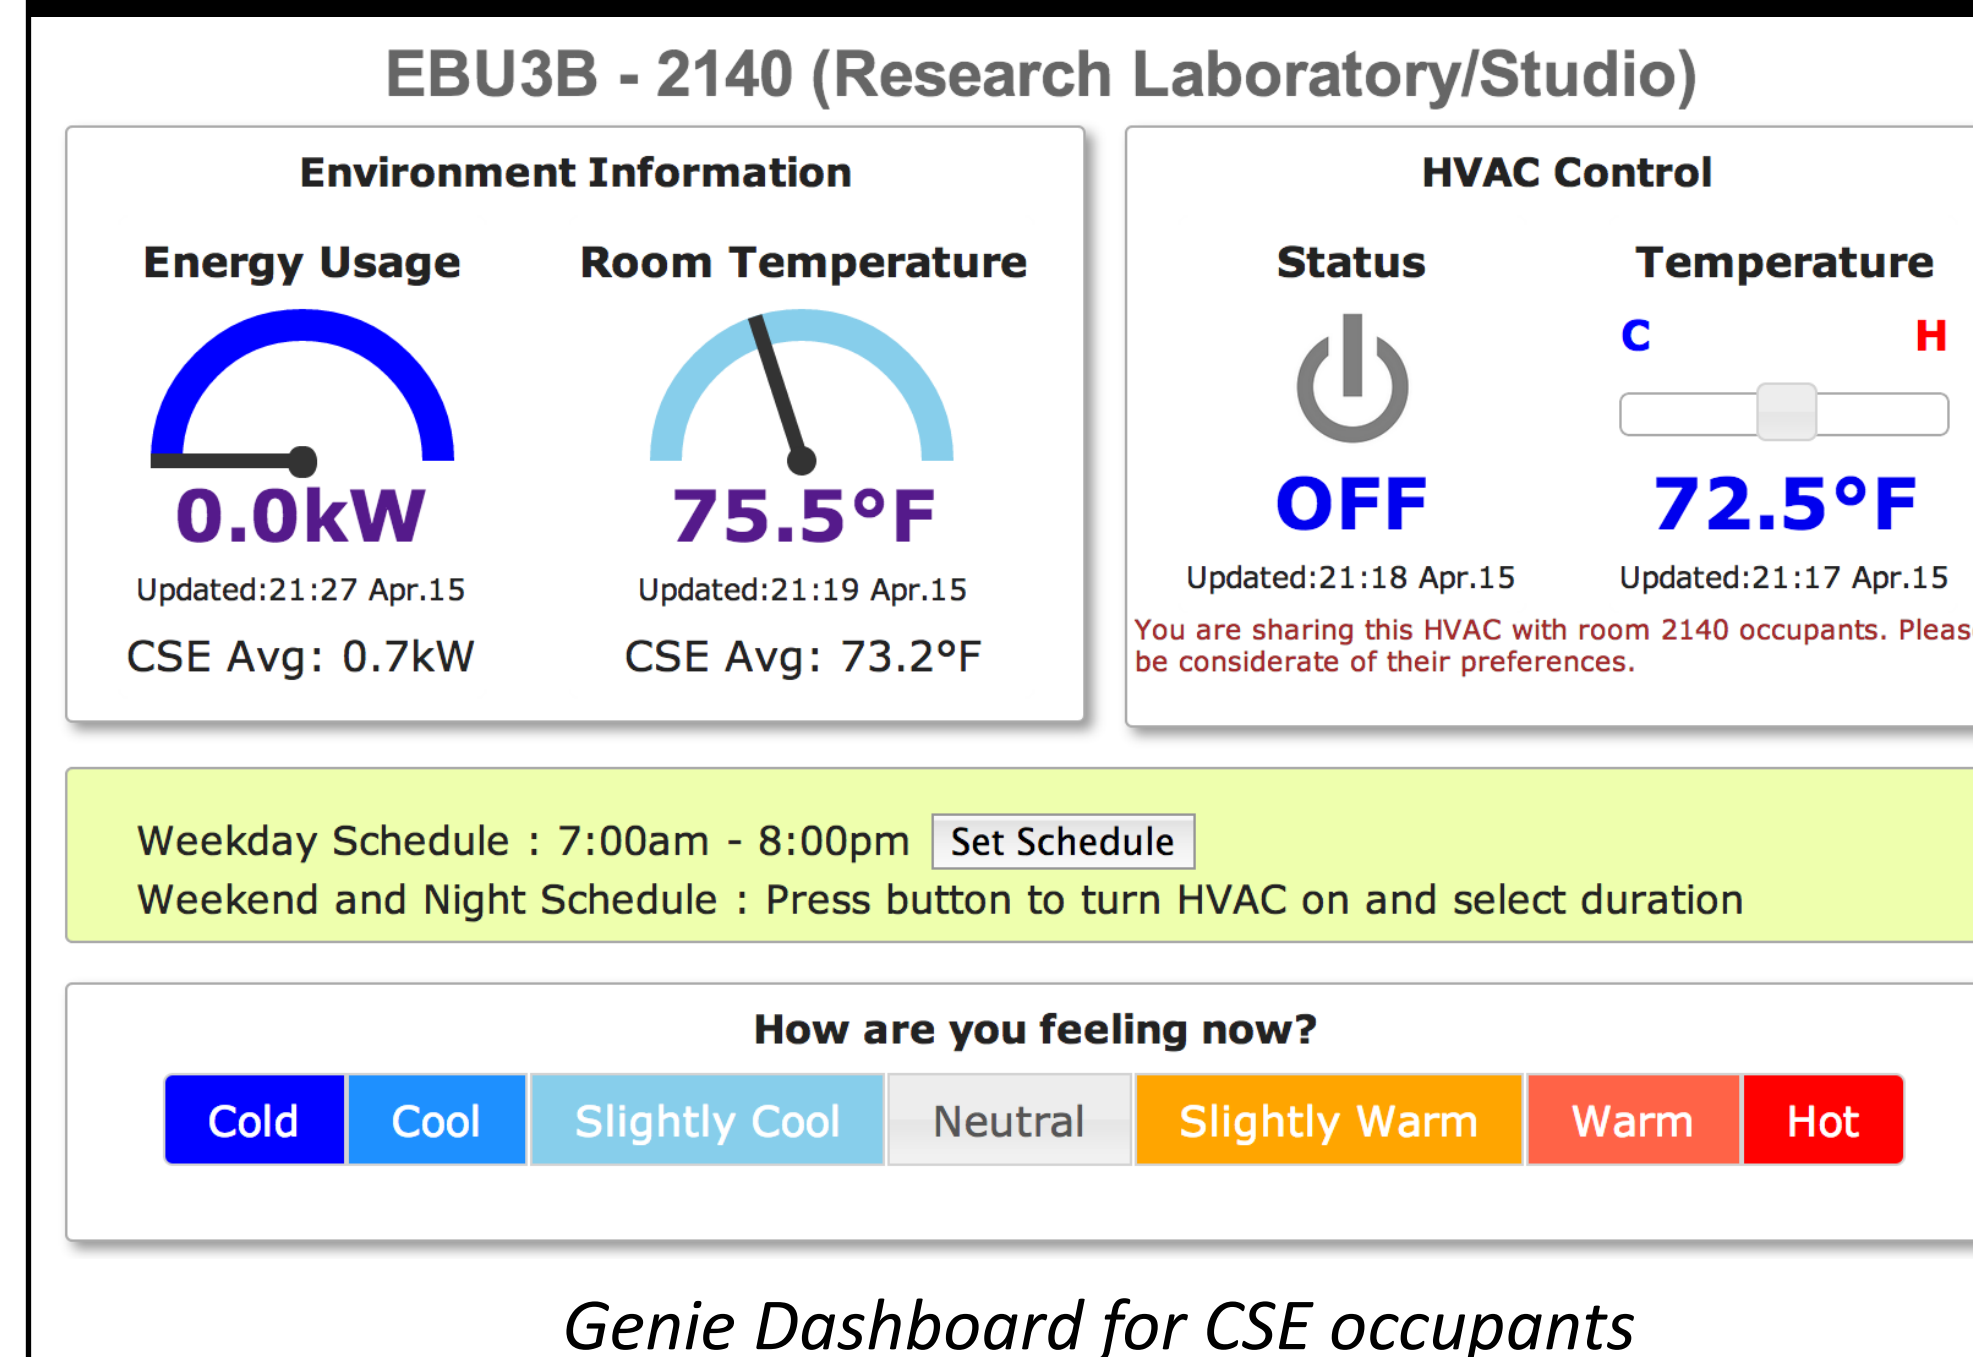 EBU3B - 2140 (Research Laboratory/Studio)
Environment Information
Energy Usage
Room Temperature
0.0kW
75.5°F
Updated:21:27 Apr.15
Updated:21:19 Apr.15
CSE Avg: 0.7kW
CSE Avg: 73.2°F
HVAC Control
Status
Temperature
C
H
OFF
72.5°F
Updated:21:18 Apr.15
Updated:21:17 Apr.15
You are sharing this HVAC with room 2140 occupants. Pleas
be considerate of their preferences.
Weekday Schedule : 7:00am - 8:00pm Set Schedule
Weekend and Night Schedule : Press button to turn HVAC on and select duration
How are you feeling now?
Cold Cool Slightly Cool Neutral Slightly Warm Warm Hot
Genie Dashboard for CSE occupants